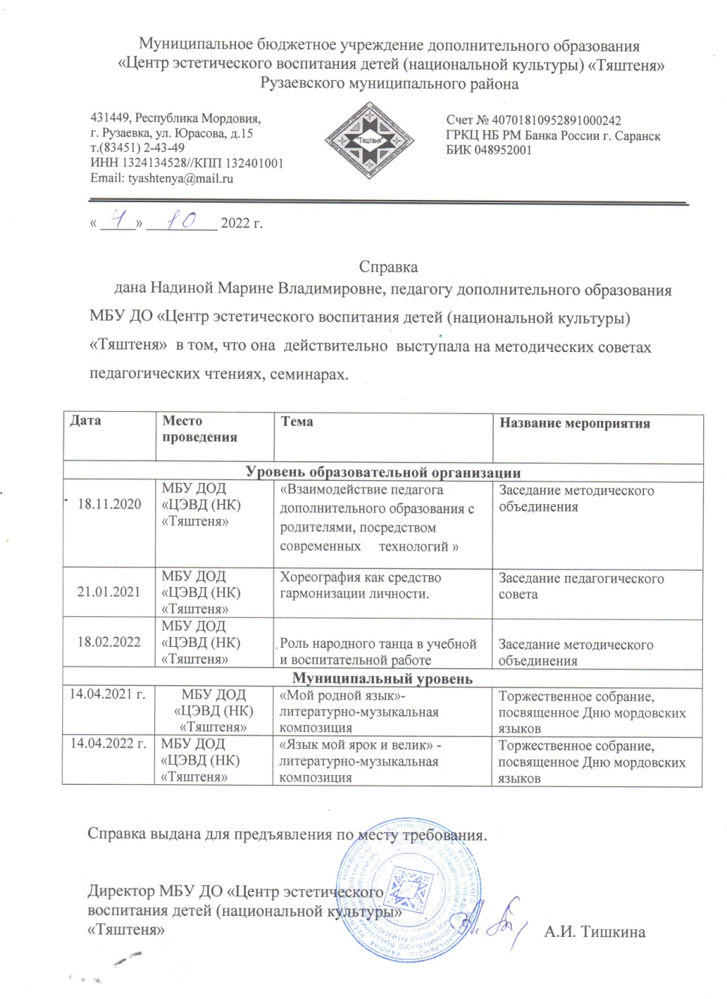 Муниципальное бюджетное учреждение дополнительного образования
«Центр эстетического воспитания детей (национальной культуры) «Тяштеня»
Рузаевского муниципального района
431449, Республика Мордовия,
г. Рузаевка, ул. Юрасова, д.15
т.(83451) 2-43-49
ИНН 1324134528//КПП 132401001
Email: tyashtenya@mail.ru
"Тяштеня"
Счет № 40701810952891000242
ГРКЦ НБ РМ Банка России г. Саранск
БИК 048952001
« 4 » 10 2022 г.
Справка
дана Надиной Марине Владимировне, педагогу дополнительного образования
МБУ ДО «Центр эстетического воспитания детей (национальной культуры)
«Тяштеня» в том, что она действительно выступала на методических советах
педагогических чтениях, семинарах.
Дата
Место
проведения
Тема
Название мероприятия
Уровень образовательной организации
18.11.2020
МБУ ДОД
«ЦЭВД (НК)
«Тяштеня»
«Взаимодействие педагога
дополнительного образования с
родителями, посредством
современных технологий »
Заседание методического
объединения
21.01.2021
МБУ ДОД
«ЦЭВД (НК)
«Тяштеня»
Хореография как средство
гармонизации личности.
Заседание педагогического
совета
18.02.2022
МБУ ДОД
«ЦЭВД (НК)
«Тяштеня»
Роль народного танца в учебной
и воспитательной работе
Заседание методического
объединения
Муниципальный уровень
14.04.2021 г.
МБУ ДОД
«ЦЭВД (НК)
«Тяштеня»
«Мой родной язык»-
литературно-музыкальная
композиция
Торжественное собрание,
посвященное Дню мордовских
языков
14.04.2022 г.
МБУ ДОД
«ЦЭВД (НК)
«Тяштеня»
«Язык мой ярок и велик» -
литературно-музыкальная
композиция
Торжественное собрание,
посвященное Дню мордовских
языков
Справка выдана для предъявления по месту требования.
Директор МБУ ДО «Центр эстетического
воспитания детей (национальной культуры»
«Тяштеня»
А.И. Тишкина